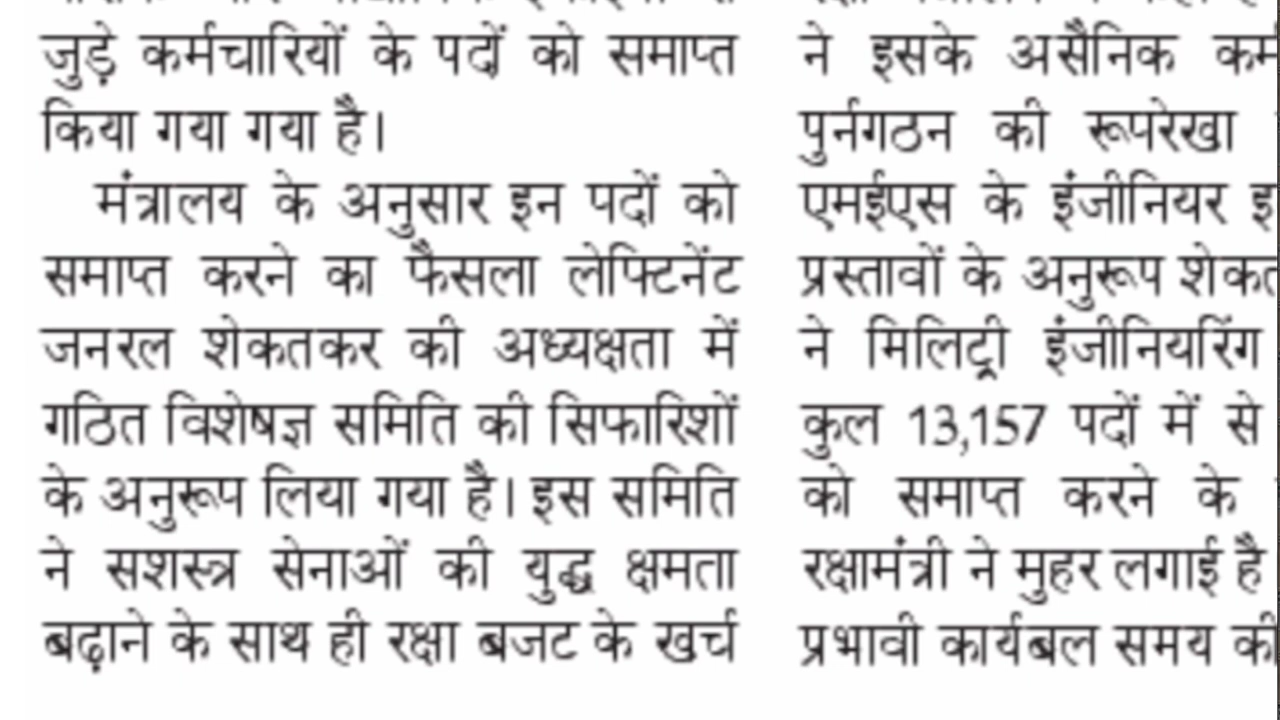 जुड़े कर्मचारियों के पदों को समाप्त
किया गया गया है।
मंत्रालय के अनुसार इन पदों को
समाप्त करने का फैसला लेफ्टिनेंट
जनरल शेकतकर की अध्यक्षता में
गठित विशेषज्ञ समिति की सिफारिशों
के अनुरूप लिया गया है। इस समिति
ने सशस्त्र सेनाओं की युद्ध क्षमता
बढ़ाने के साथ ही रक्षा बजट के खर्च
ने इसके असैनिक
पुर्नगठन की रूपरेखा
एमईएस के इंजीनियर
प्रस्तावों के अनुरूप
ने मिलिट्री इंजीनियरिंग
कुल 13,157 पदों में से
को समाप्त करने के
रक्षामंत्री ने मुहर लगाई है
प्रभावी कार्यबल समय की